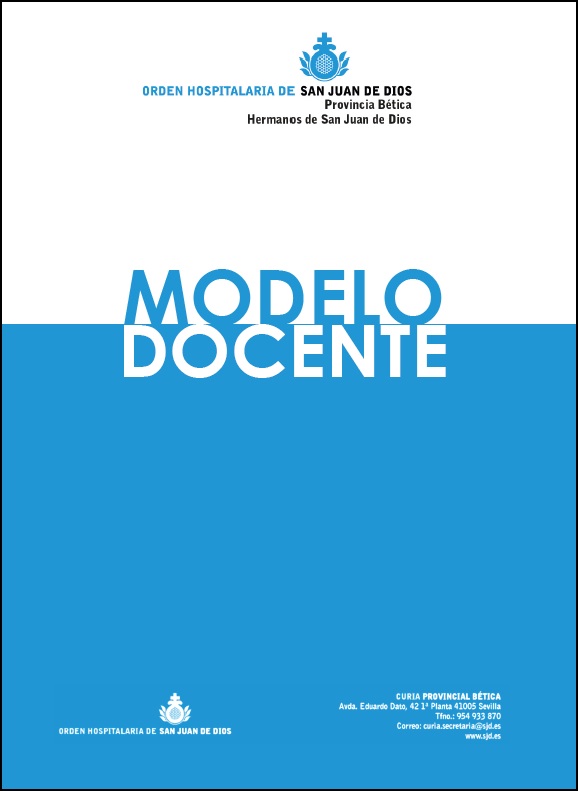 ORDEN HOSPITALARIA DE SAN JUAN DE DIOS
Provincia Bética
Hermanos de San Juan de Dios
MODELO
DOCENTE
CURIA PROVINCIAL BÉTICA
Avda. Eduardo Dato, 42 1ª Planta 41005 Sevilla
Tfno.: 954 933 870
Correo: curia.secretaria@sjd.es
www.sjd.es
ORDEN HOSPITALARIA DE SAN JUAN DE DIOS